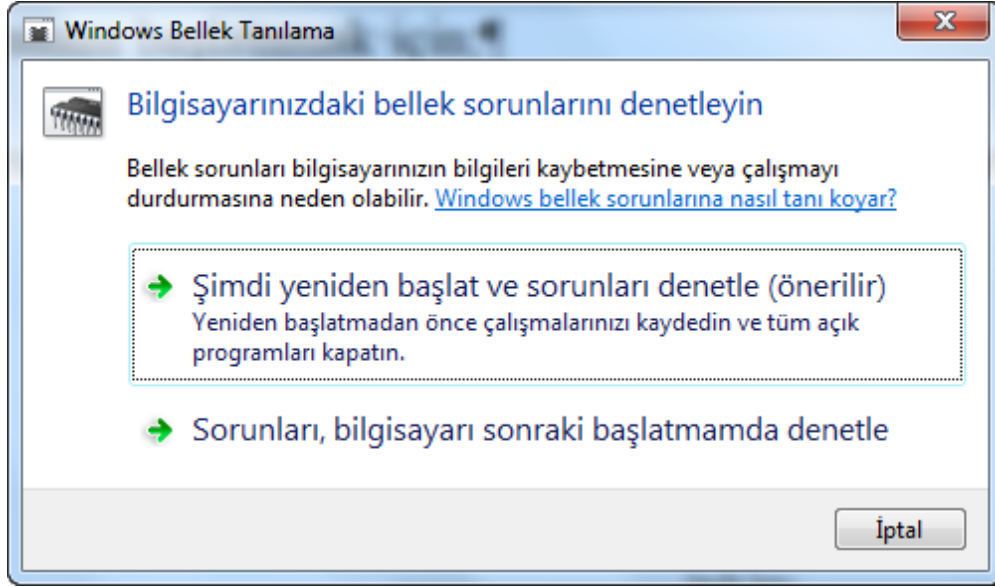 Windows Bellek Tanılama
Bilgisayarınızdaki bellek sorunlarını denetleyin
Bellek sorunları bilgisayarınızın bilgileri kaybetmesine veya çalışmayı
durdurmasına neden olabilir. Windows bellek sorunlarına nasıl tanı koyar?
Şimdi yeniden başlat ve sorunları denetle (önerilir)
Yeniden başlatmadan önce çalışmalarınızı kaydedin ve tüm açık
programları kapatın.
Sorunları, bilgisayarı sonraki başlatmamda denetle
İptal